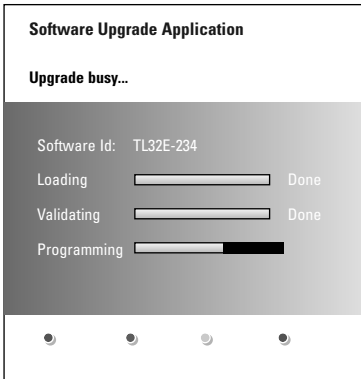 Software Upgrade Application
Upgrade busy...
Software Id: TL32E-234
Loading Done
Validating Done
Programming